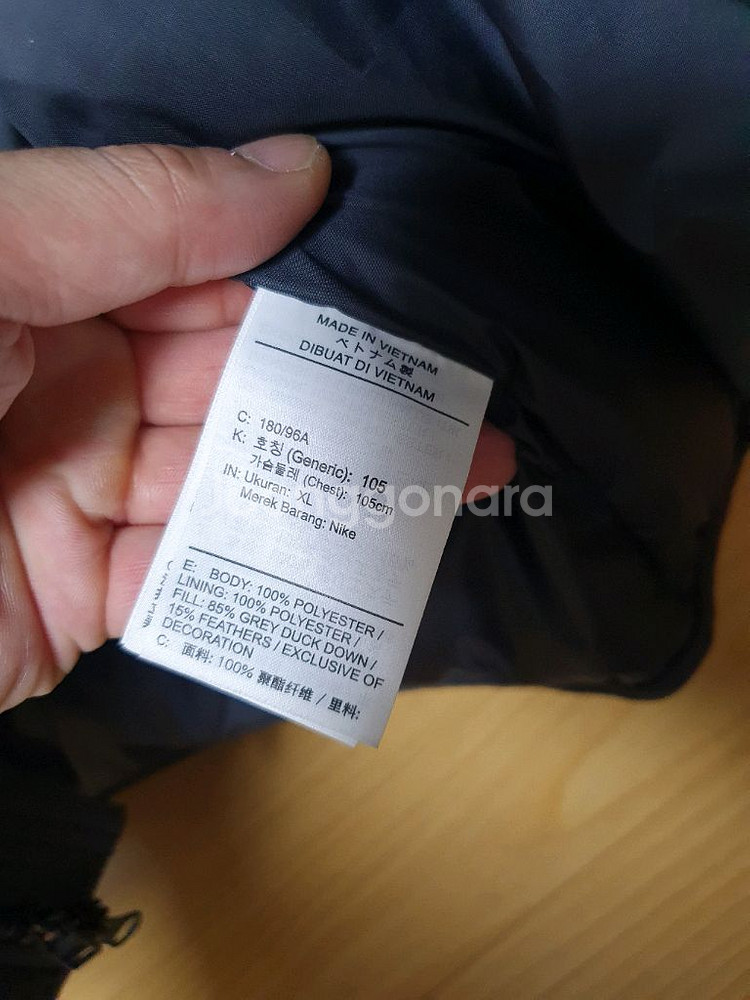 MADE IN VIETNAM
ベトナム製
DIBUAT DI VIETNAM
C: 180/96A
K: 호칭 (Generic): 105
가슴둘레 (Chest): 105cm
IN: Ukuran: XL
Merek Barang: Nike
E: BODY: 100% POLYESTER /
LINING: 100% POLYESTER /
FILL: 85% GREY DUCK DOWN /
15% FEATHERS / EXCLUSIVE OF
DECORATION
C: 面料: 100% 聚酯纤维 / 里料: